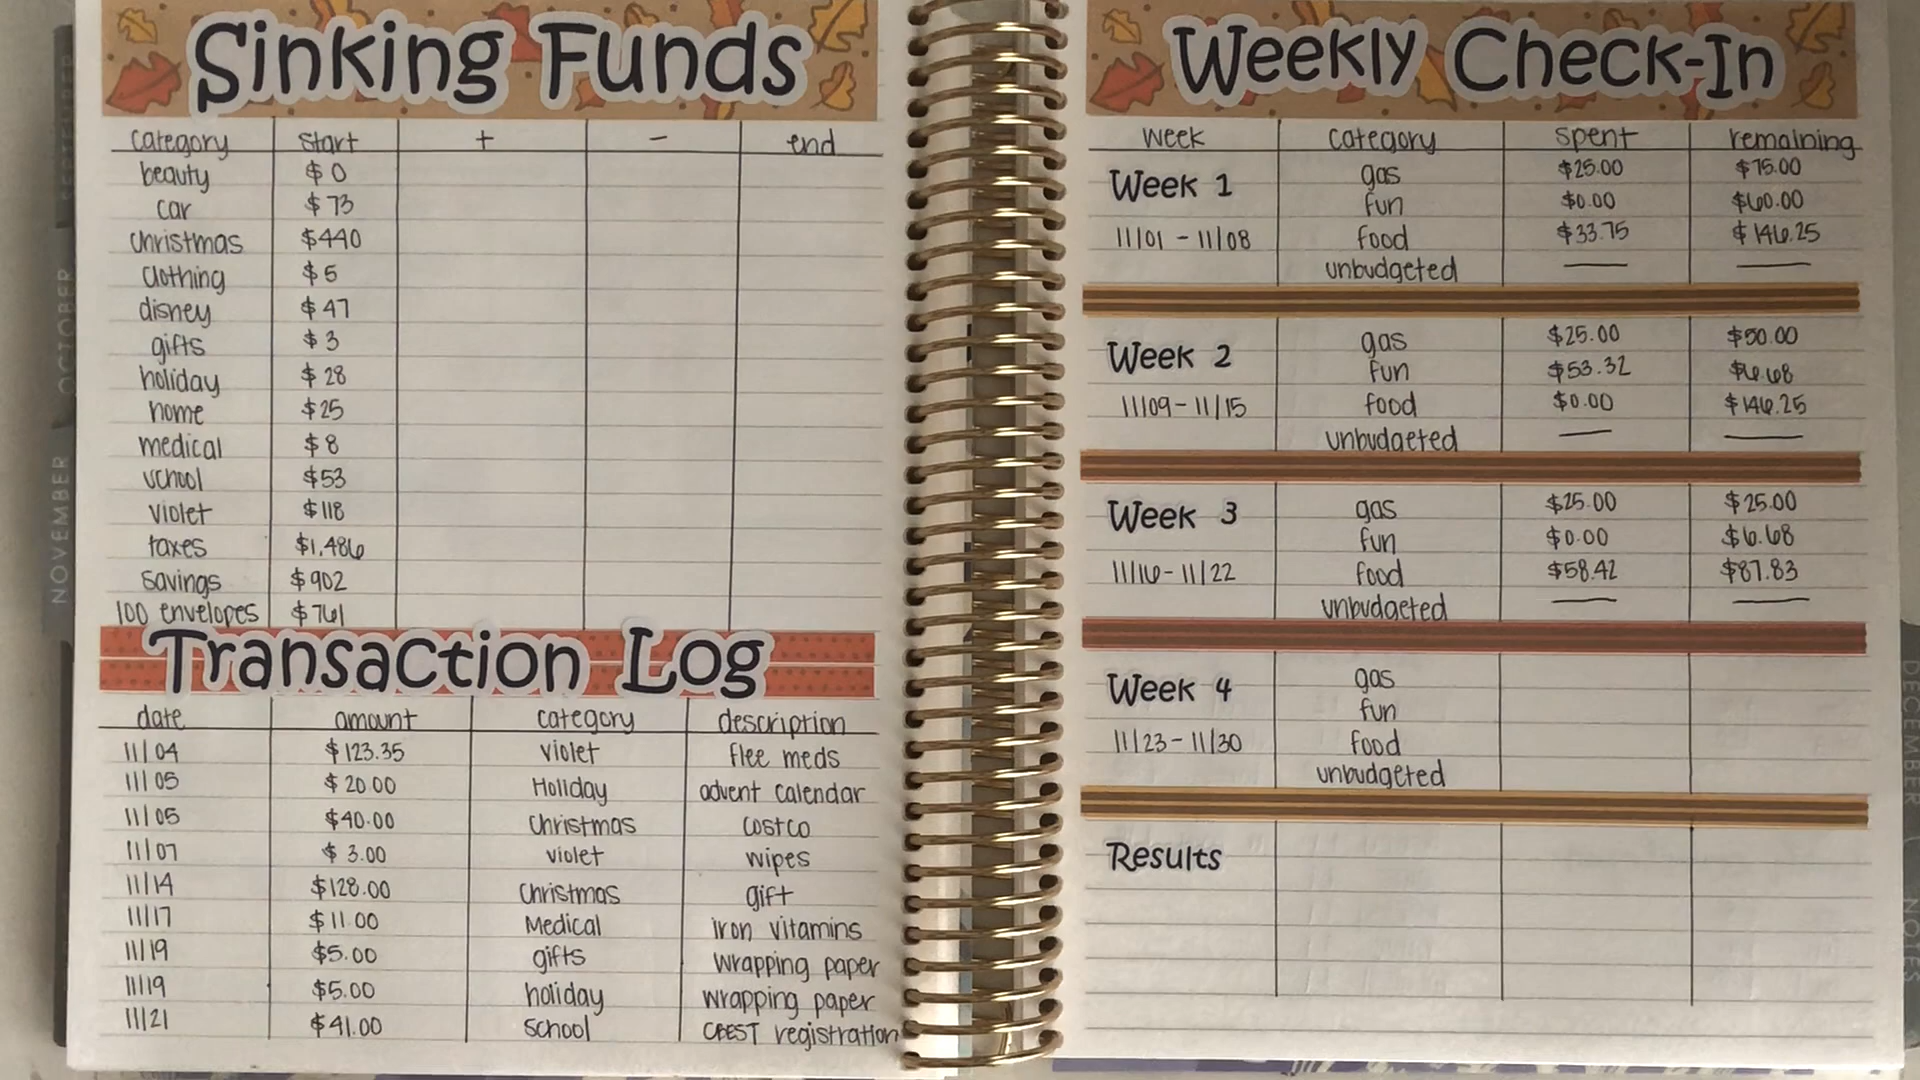 Sinking Funds
category start + - end
beauty $0
car $73
christmas $440
clothing $5
disney $47
gifts $3
holiday $28
home $25
medical $8
school $53
violet $118
taxes $1,486
savings $902
100 envelopes $761
Transaction Log
date amount category description
11/04 $123.35 violet flee meds
11/05 $20.00 Holiday advent calendar
11/05 $40.00 Christmas costco
11/07 $3.00 violet wipes
11/14 $128.00 Christmas gift
11/17 $11.00 Medical iron vitamins
11/19 $5.00 gifts wrapping paper
11/19 $5.00 holiday wrapping paper
11/21 $41.00 school CBEST registration
Weekly Check-In
week category spent remaining
Week 1 gas $25.00 $75.00
fun $0.00 $60.00
11/01 - 11/08 food $33.75 $146.25
unbudgeted — —
Week 2 gas $25.00 $50.00
fun $53.32 $6.68
11/09 - 11/15 food $0.00 $146.25
unbudgeted — —
Week 3 gas $25.00 $25.00
fun $0.00 $6.68
11/16 - 11/22 food $58.42 $87.83
unbudgeted — —
Week 4 gas
fun
11/23 - 11/30 food
unbudgeted
Results
SEPTEMBER
OCTOBER
NOVEMBER
DECEMBER
NOTES